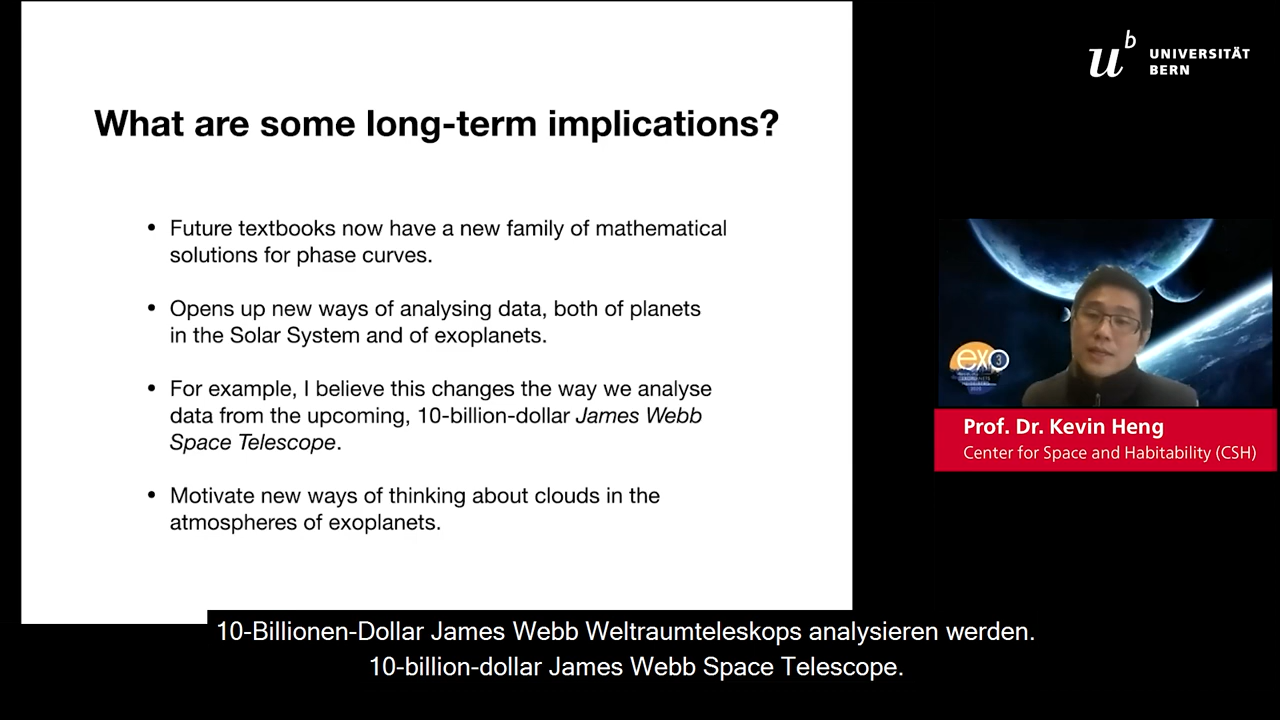 What are some long-term implications?
• Future textbooks now have a new family of mathematical
solutions for phase curves.
• Opens up new ways of analysing data, both of planets
in the Solar System and of exoplanets.
• For example, I believe this changes the way we analyse
data from the upcoming, 10-billion-dollar James Webb
Space Telescope.
• Motivate new ways of thinking about clouds in the
atmospheres of exoplanets.
u^b UNIVERSITÄT
BERN
exo 3
Prof. Dr. Kevin Heng
Center for Space and Habitability (CSH)
10-Billionen-Dollar James Webb Weltraumteleskops analysieren werden.
10-billion-dollar James Webb Space Telescope.